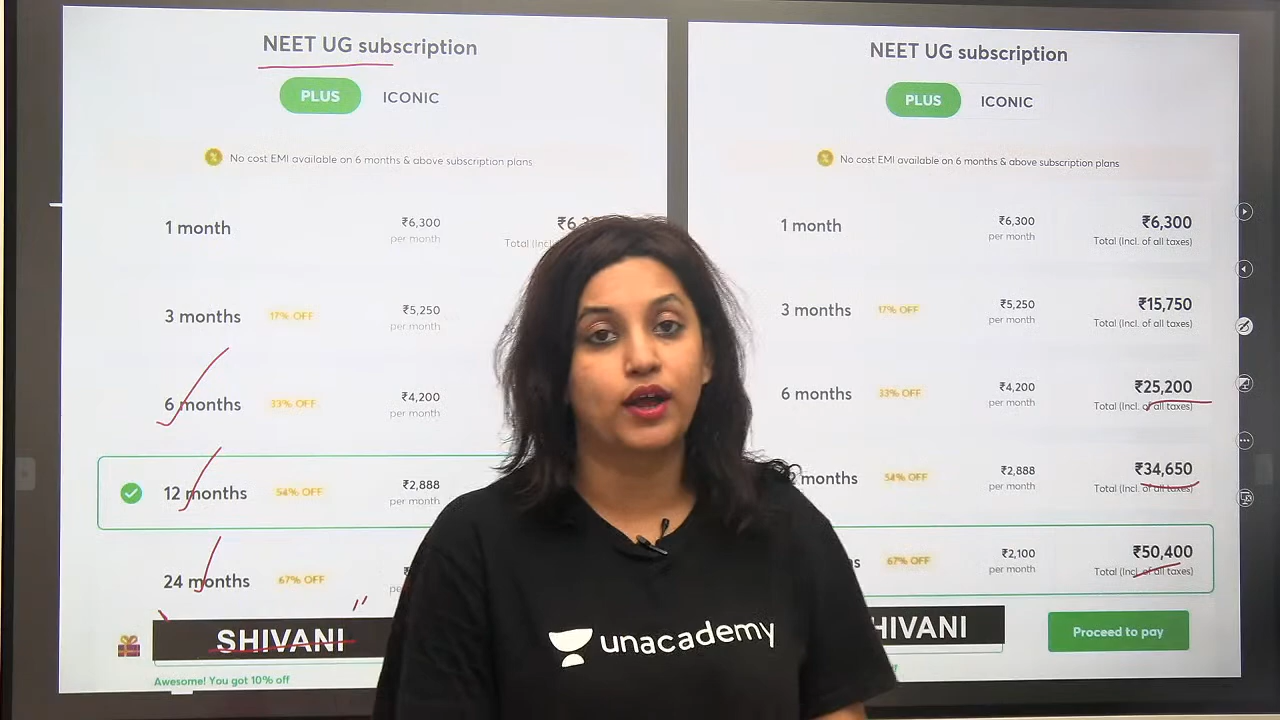 NEET UG subscription
PLUS ICONIC
No cost EMI available on 6 months & above subscription plans
1 month ₹6,300
per month Total
3 months 17% OFF ₹5,250
per month
6 months 33% OFF ₹4,200
per month
12 months 54% OFF ₹2,888
per month
24 months 67% OFF
SHIVANI
Awesome! You got 10% off
NEET UG subscription
PLUS ICONIC
No cost EMI available on 6 months & above subscription plans
1 month ₹6,300 ₹6,300
per month Total (Incl. of all taxes)
3 months 17% OFF ₹5,250 ₹15,750
per month Total (Incl. of all taxes)
6 months 33% OFF ₹4,200 ₹25,200
per month Total (Incl. of all taxes)
2 months 54% OFF ₹2,888 ₹34,650
per month Total (Incl. of all taxes)
67% OFF ₹2,100 ₹50,400
per month Total (Incl. of all taxes)
HIVANI
Proceed to pay
unacademy